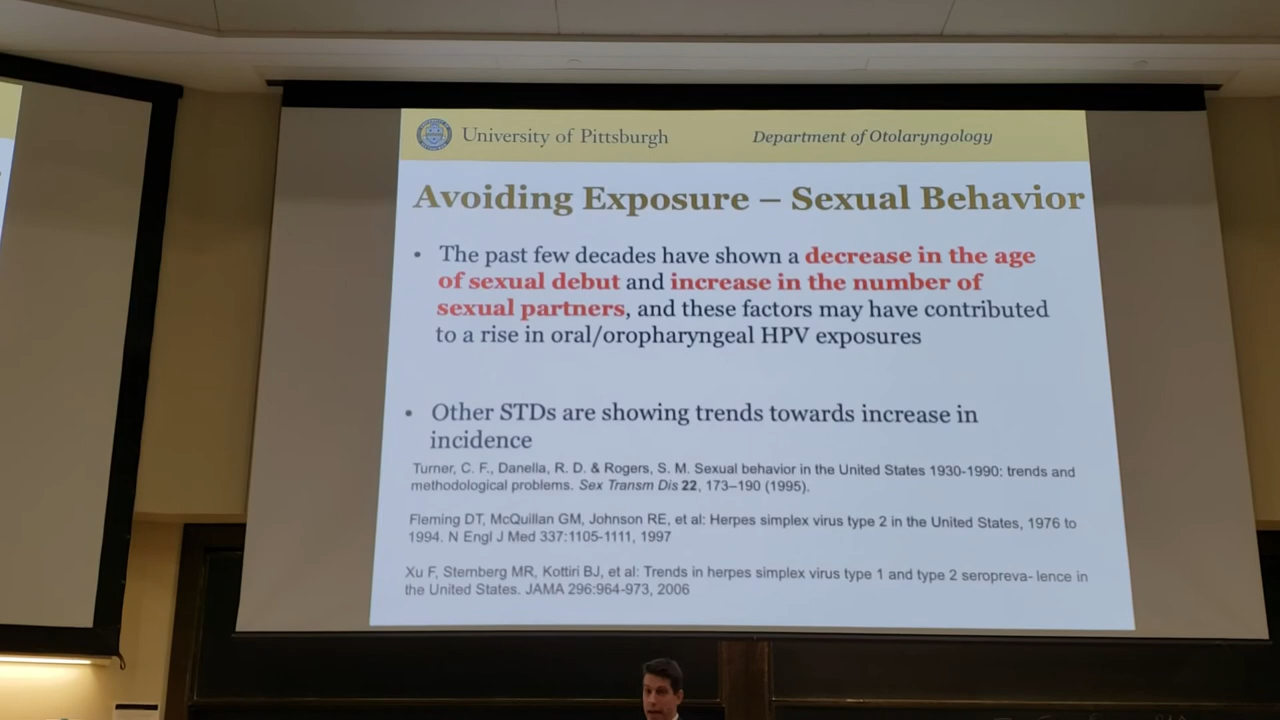 University of Pittsburgh
Department of Otolaryngology
Avoiding Exposure – Sexual Behavior
• The past few decades have shown a decrease in the age
of sexual debut and increase in the number of
sexual partners, and these factors may have contributed
to a rise in oral/oropharyngeal HPV exposures
• Other STDs are showing trends towards increase in
incidence
Turner, C. F., Danella, R. D. & Rogers, S. M. Sexual behavior in the United States 1930-1990: trends and
methodological problems. Sex Transm Dis 22, 173–190 (1995).
Fleming DT, McQuillan GM, Johnson RE, et al: Herpes simplex virus type 2 in the United States, 1976 to
1994. N Engl J Med 337:1105-1111, 1997
Xu F, Sternberg MR, Kottiri BJ, et al: Trends in herpes simplex virus type 1 and type 2 seropreva- lence in
the United States. JAMA 296:964-973, 2006